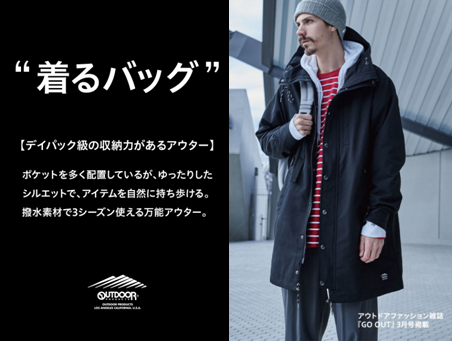 “着るバッグ”
【デイパック級の収納力があるアウター】
ポケットを多く配置しているが、ゆったりした
シルエットで、アイテムを自然に持ち歩ける。
撥水素材で3シーズン使える万能アウター。
OUTDOOR
OUTDOOR PRODUCTS
LOS ANGELES CALIFORNIA. U.S.A.
アウトドアファッション雑誌
『GO OUT』3月号掲載